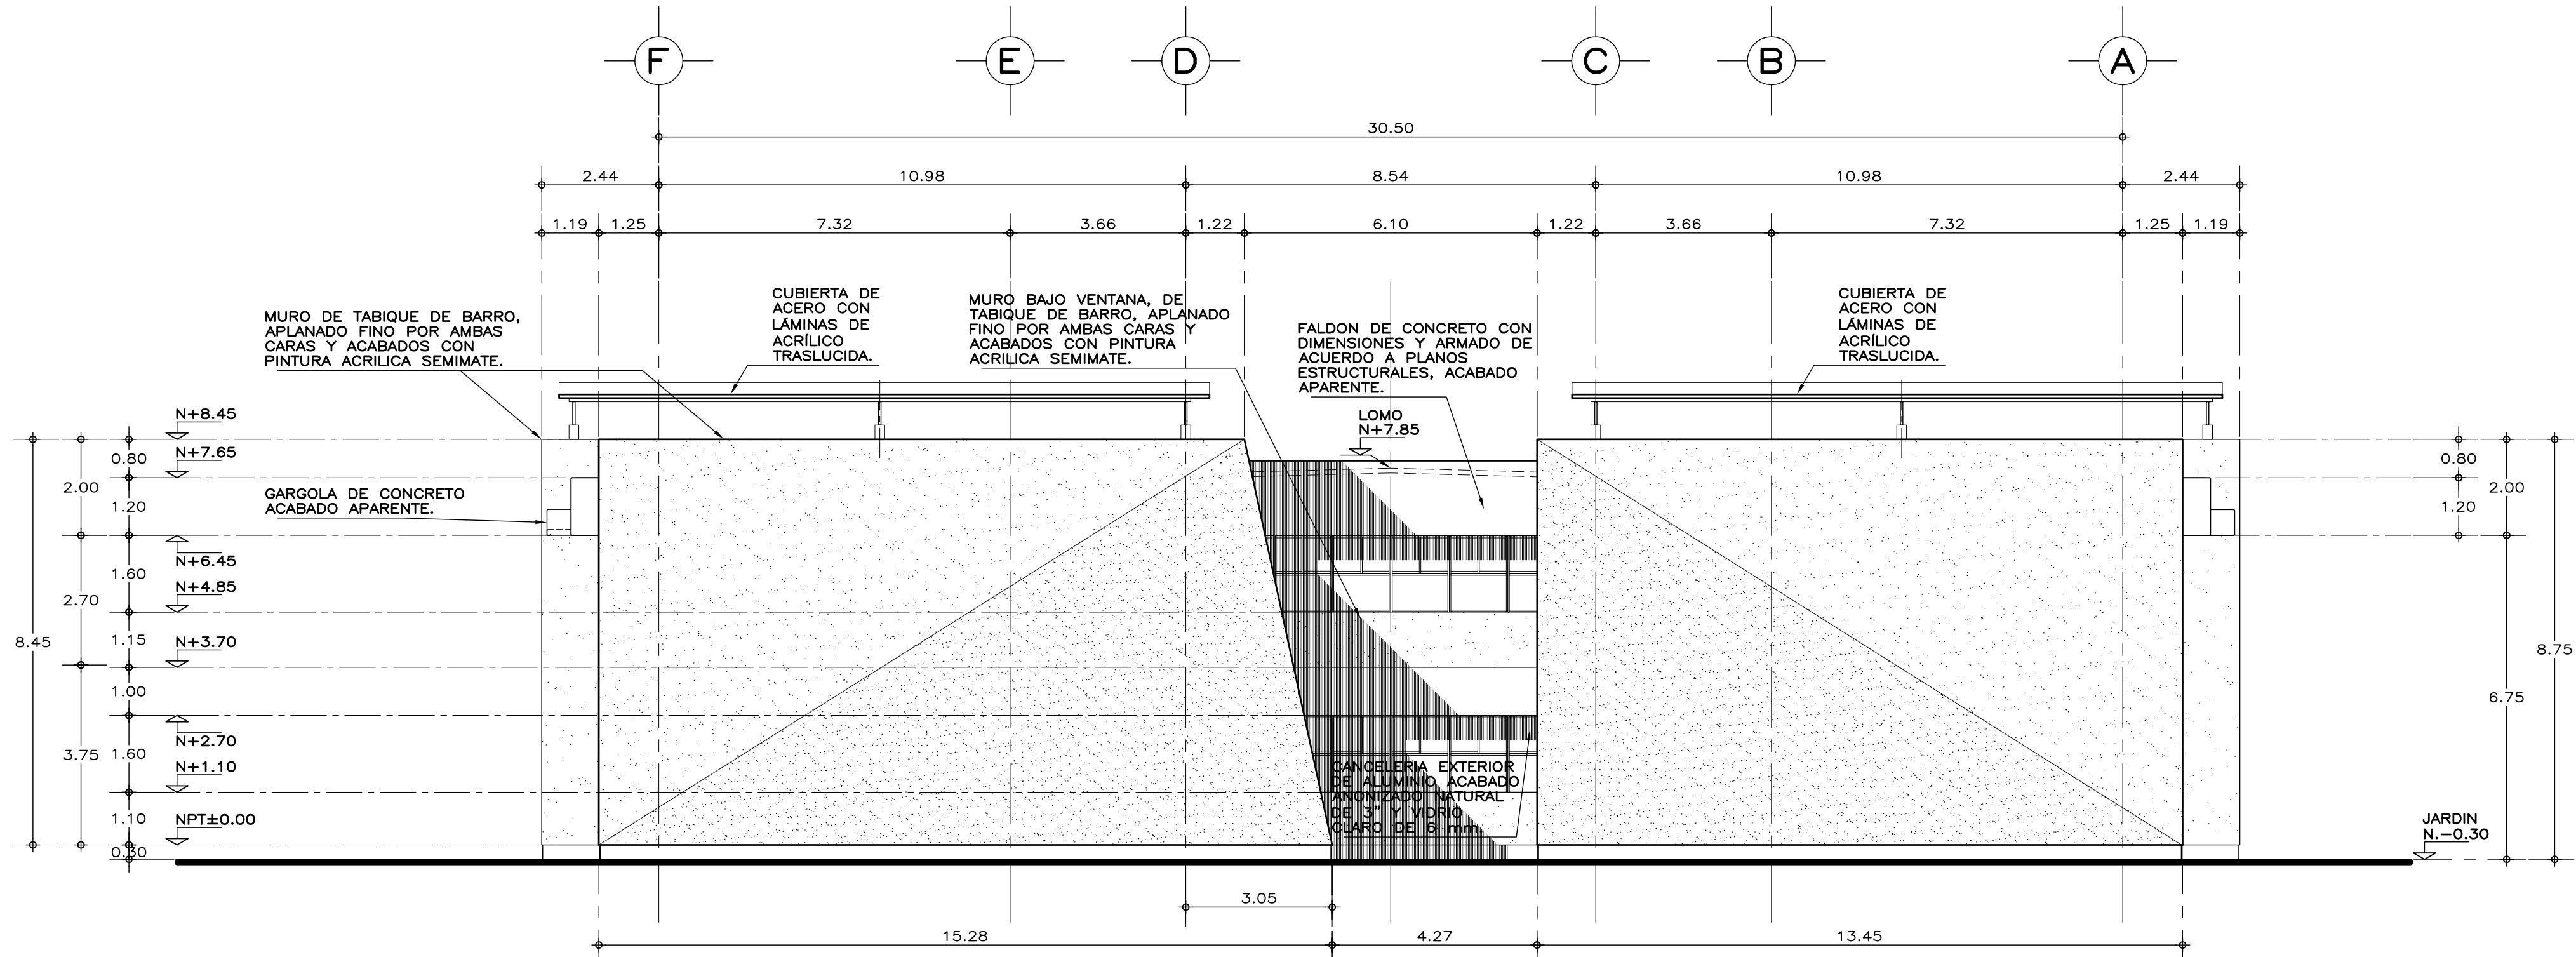 F
E
D
C
B
A
30.50
2.44
10.98
8.54
10.98
2.44
1.19
1.25
7.32
3.66
1.22
6.10
1.22
3.66
7.32
1.25
1.19
MURO DE TABIQUE DE BARRO,
APLANADO FINO POR AMBAS
CARAS Y ACABADOS CON
PINTURA ACRILICA SEMIMATE.
CUBIERTA DE
ACERO CON
LÁMINAS DE
ACRÍLICO
TRASLUCIDA.
MURO BAJO VENTANA, DE
TABIQUE DE BARRO, APLANADO
FINO POR AMBAS CARAS Y
ACABADOS CON PINTURA
ACRILICA SEMIMATE.
FALDON DE CONCRETO CON
DIMENSIONES Y ARMADO DE
ACUERDO A PLANOS
ESTRUCTURALES, ACABADO
APARENTE.
CUBIERTA DE
ACERO CON
LÁMINAS DE
ACRÍLICO
TRASLUCIDA.
LOMO
N+7.85
GARGOLA DE CONCRETO
ACABADO APARENTE.
N+8.45
N+7.65
N+6.45
N+4.85
N+3.70
N+2.70
N+1.10
NPT±0.00
8.45
2.00
2.70
3.75
0.80
1.20
1.60
1.15
1.00
1.60
1.10
0.30
CANCELERIA EXTERIOR
DE ALUMINIO ACABADO
ANONIZADO NATURAL
DE 3" Y VIDRIO
CLARO DE 6 mm.
0.80
1.20
2.00
6.75
8.75
JARDIN
N.-0.30
3.05
15.28
4.27
13.45